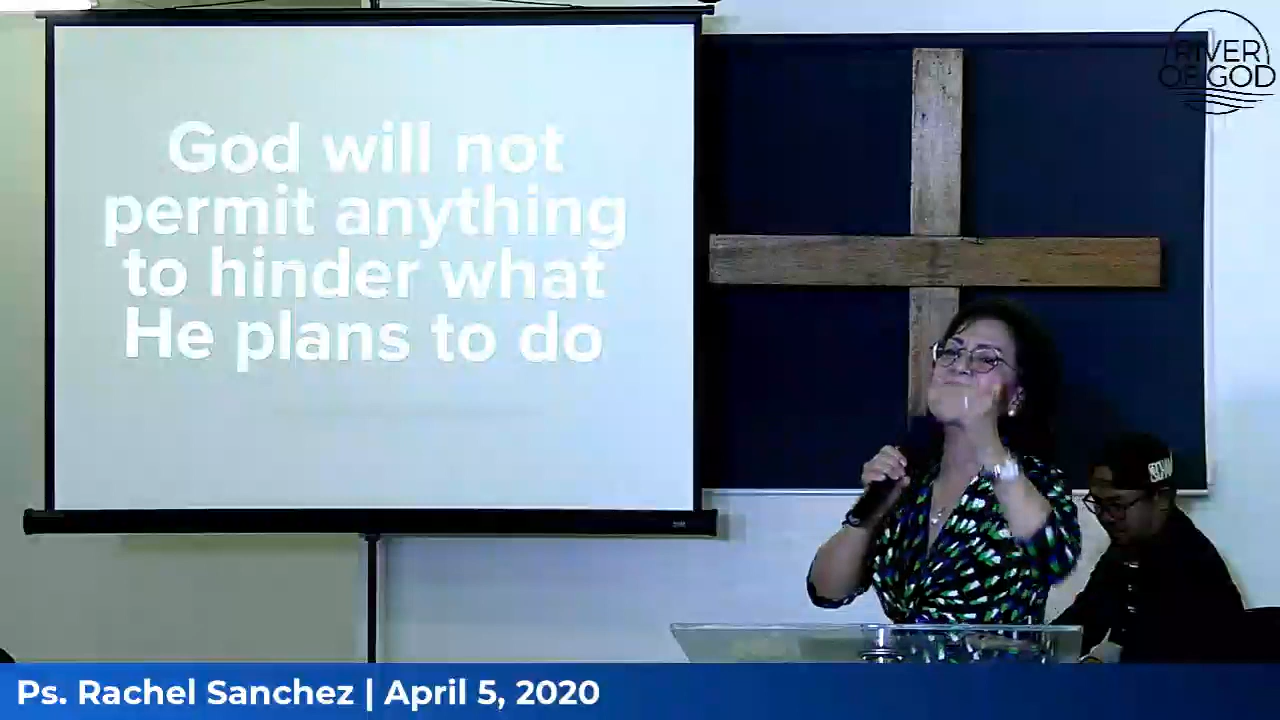 God will not
permit anything
to hinder what
He plans to do
RIVER
OF GOD
Ps. Rachel Sanchez | April 5, 2020